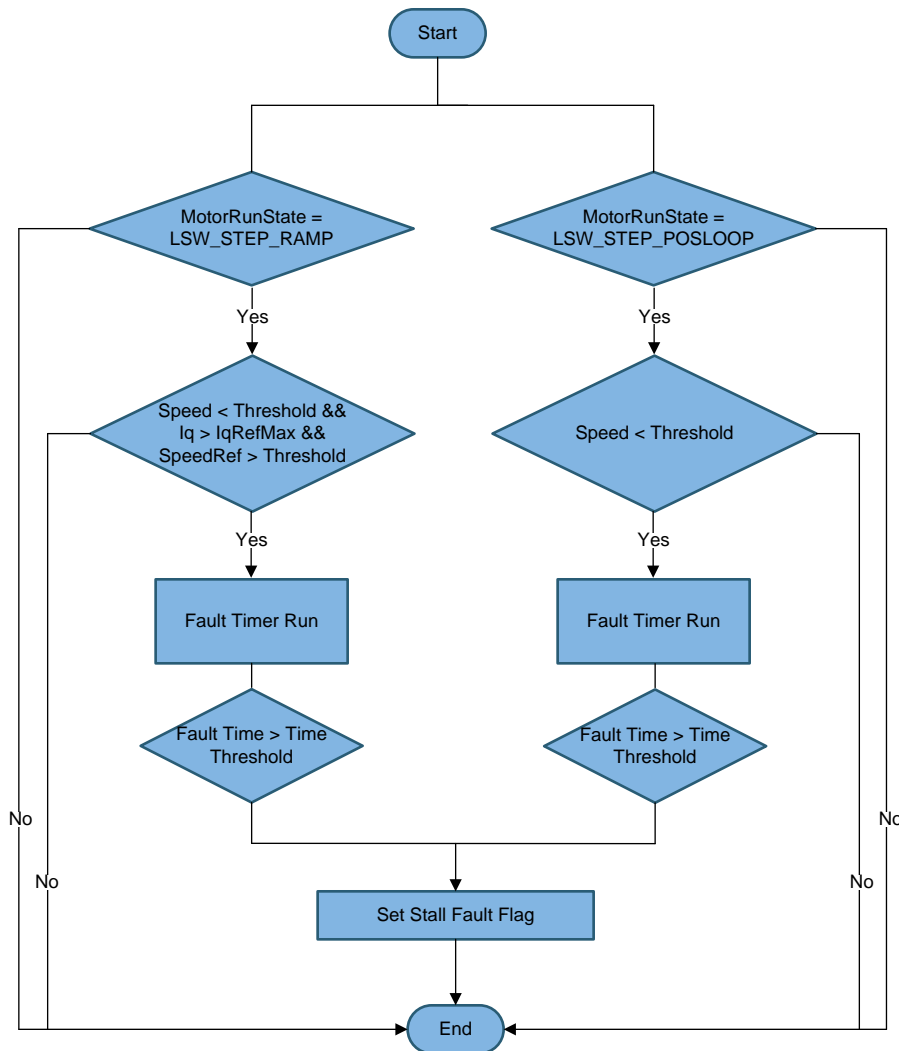 Start
MotorRunState =
LSW_STEP_RAMP
MotorRunState =
LSW_STEP_POSLOOP
Yes
Yes
Speed < Threshold &&
Iq > IqRefMax &&
SpeedRef > Threshold
Speed < Threshold
Yes
Yes
Fault Timer Run
Fault Timer Run
Fault Time > Time
Threshold
Fault Time > Time
Threshold
No
No
No
No
Set Stall Fault Flag
End